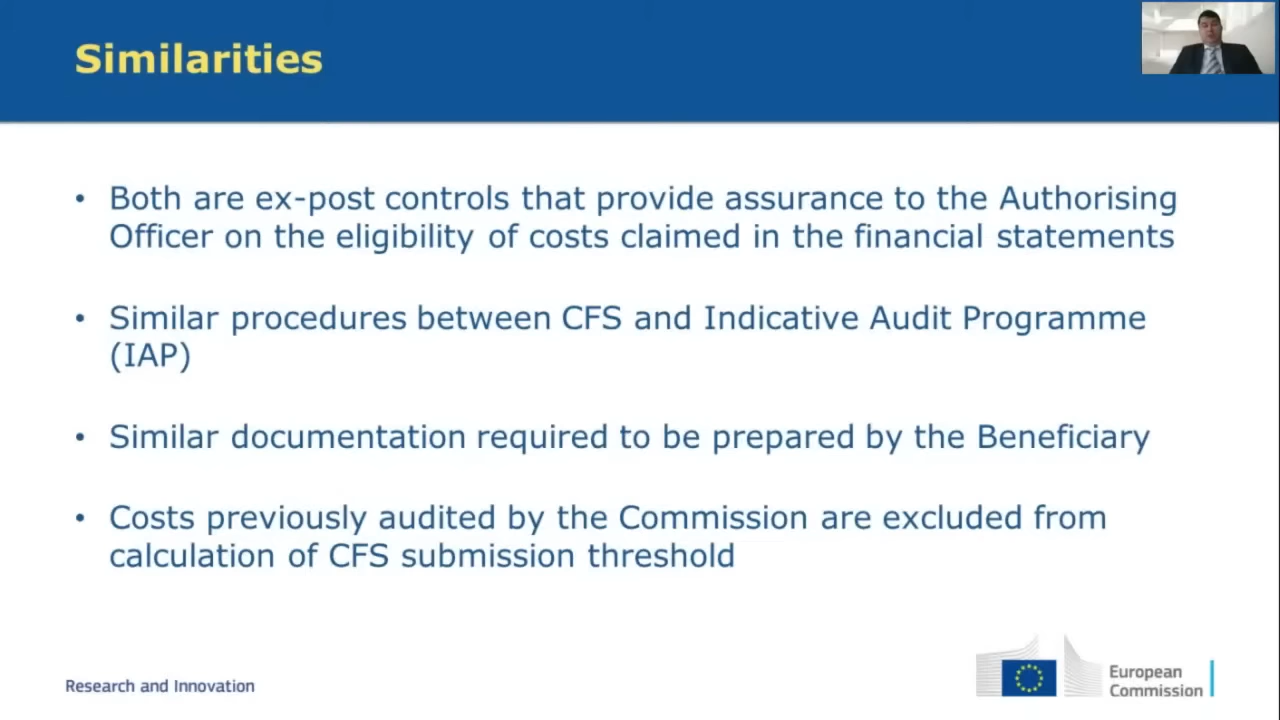 Similarities
• Both are ex-post controls that provide assurance to the Authorising
Officer on the eligibility of costs claimed in the financial statements
• Similar procedures between CFS and Indicative Audit Programme
(IAP)
• Similar documentation required to be prepared by the Beneficiary
• Costs previously audited by the Commission are excluded from
calculation of CFS submission threshold
Research and Innovation
European
Commission